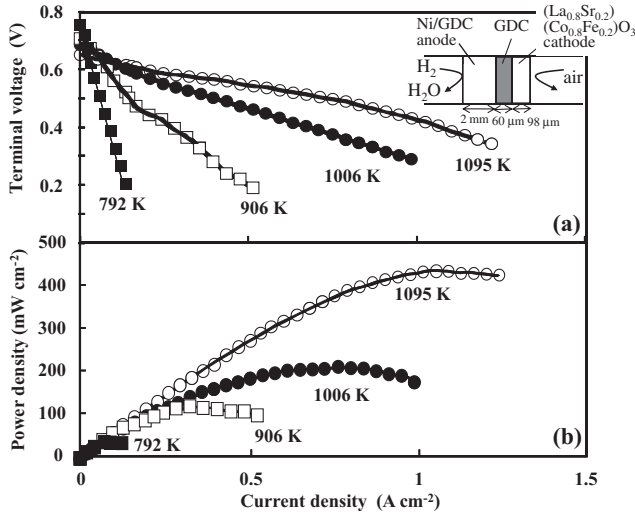 Terminal voltage (V)
0.8
0.6
0.4
0.2
Ni/GDC
anode
GDC
(La0.8Sr0.2)
(Co0.8Fe0.2)O3
cathode
H2
H2O
air
2 mm 60 μm 98 μm
792 K
906 K
1006 K
1095 K
(a)
Power density (mW cm-2)
500
400
300
200
100
0
1095 K
1006 K
906 K
792 K
(b)
0 0.5 1 1.5
Current density (A cm-2)